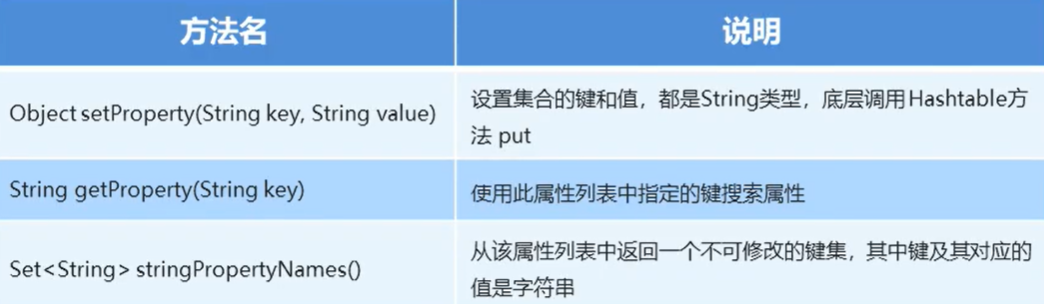 方法名 说明
Object setProperty(String key, String value) 设置集合的键和值，都是String类型，底层调用Hashtable方
法 put
String getProperty(String key) 使用此属性列表中指定的键搜索属性
Set<String> stringPropertyNames() 从该属性列表中返回一个不可修改的键集，其中键及其对应的
值是字符串